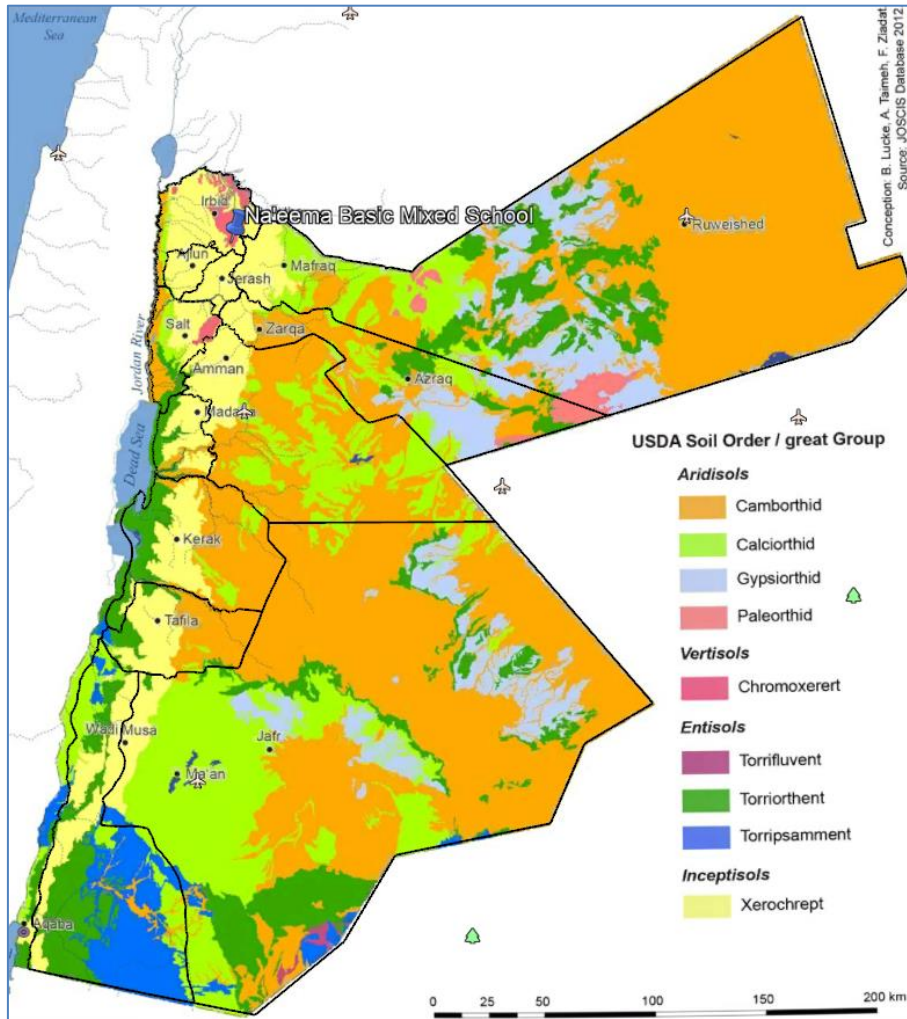 Mediterranean
Sea
Conception: B. Lucke, A. Taimeh, F. Ziadat
Source: JOSCIS Database 2012
Irbid
Na'eema Basic Mixed School
Ruweished
Ajlun
Jerash
Mafraq
Salt
Zarqa
Jordan River
Amman
Azraq
Madaba
Dead Sea
Kerak
Tafila
Wadi Musa
Jafr
Ma'an
Aqaba
USDA Soil Order / great Group
Aridisols
Camborthid
Calciorthid
Gypsiorthid
Paleorthid
Vertisols
Chromoxerert
Entisols
Torrifluvent
Torriorthent
Torripsamment
Inceptisols
Xerochrept
0 25 50 100 150 200 km